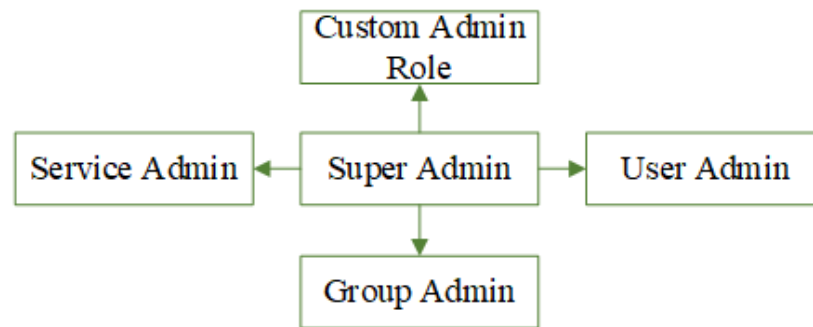 Custom Admin
Role
Service Admin
Super Admin
User Admin
Group Admin